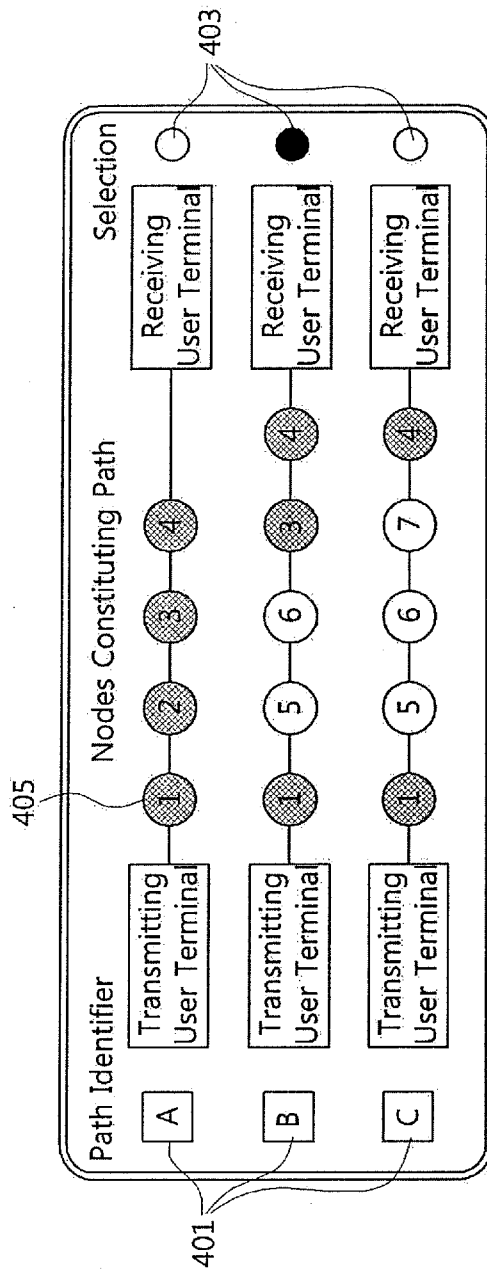 405
Path Identifier
Nodes Constituting Path
Selection
A
Transmitting
User Terminal
1
2
3
4
Receiving
User Terminal
B
Transmitting
User Terminal
1
5
6
3
4
Receiving
User Terminal
C
Transmitting
User Terminal
1
5
6
7
4
Receiving
User Terminal
401
403